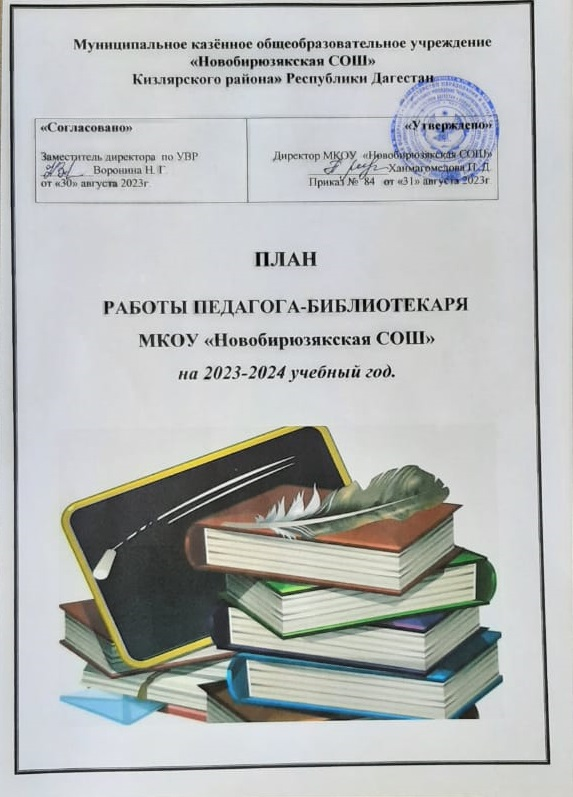 Муниципальное казённое общеобразовательное учреждение
«Новобирюзякская СОШ»
Кизлярского района» Республики Дагестан
«Согласовано»
Заместитель директора по УВР
Воронина Н. Г
от «30» августа 2023г
«Утверждено»
Директор МКОУ «Новобирюзякская СОШ»
Ханмагомедова П. Д.
Приказ № 84 от «31» августа 2023г
ПЛАН
РАБОТЫ ПЕДАГОГА-БИБЛИОТЕКАРЯ
МКОУ «Новобирюзякская СОШ»
на 2023-2024 учебный год.